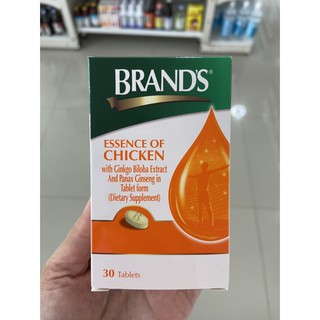 BRAND'S®
ESSENCE OF
CHICKEN
with Ginkgo Biloba Extract
And Panax Ginseng in
Tablet form
(Dietary Supplement)
30 Tablets